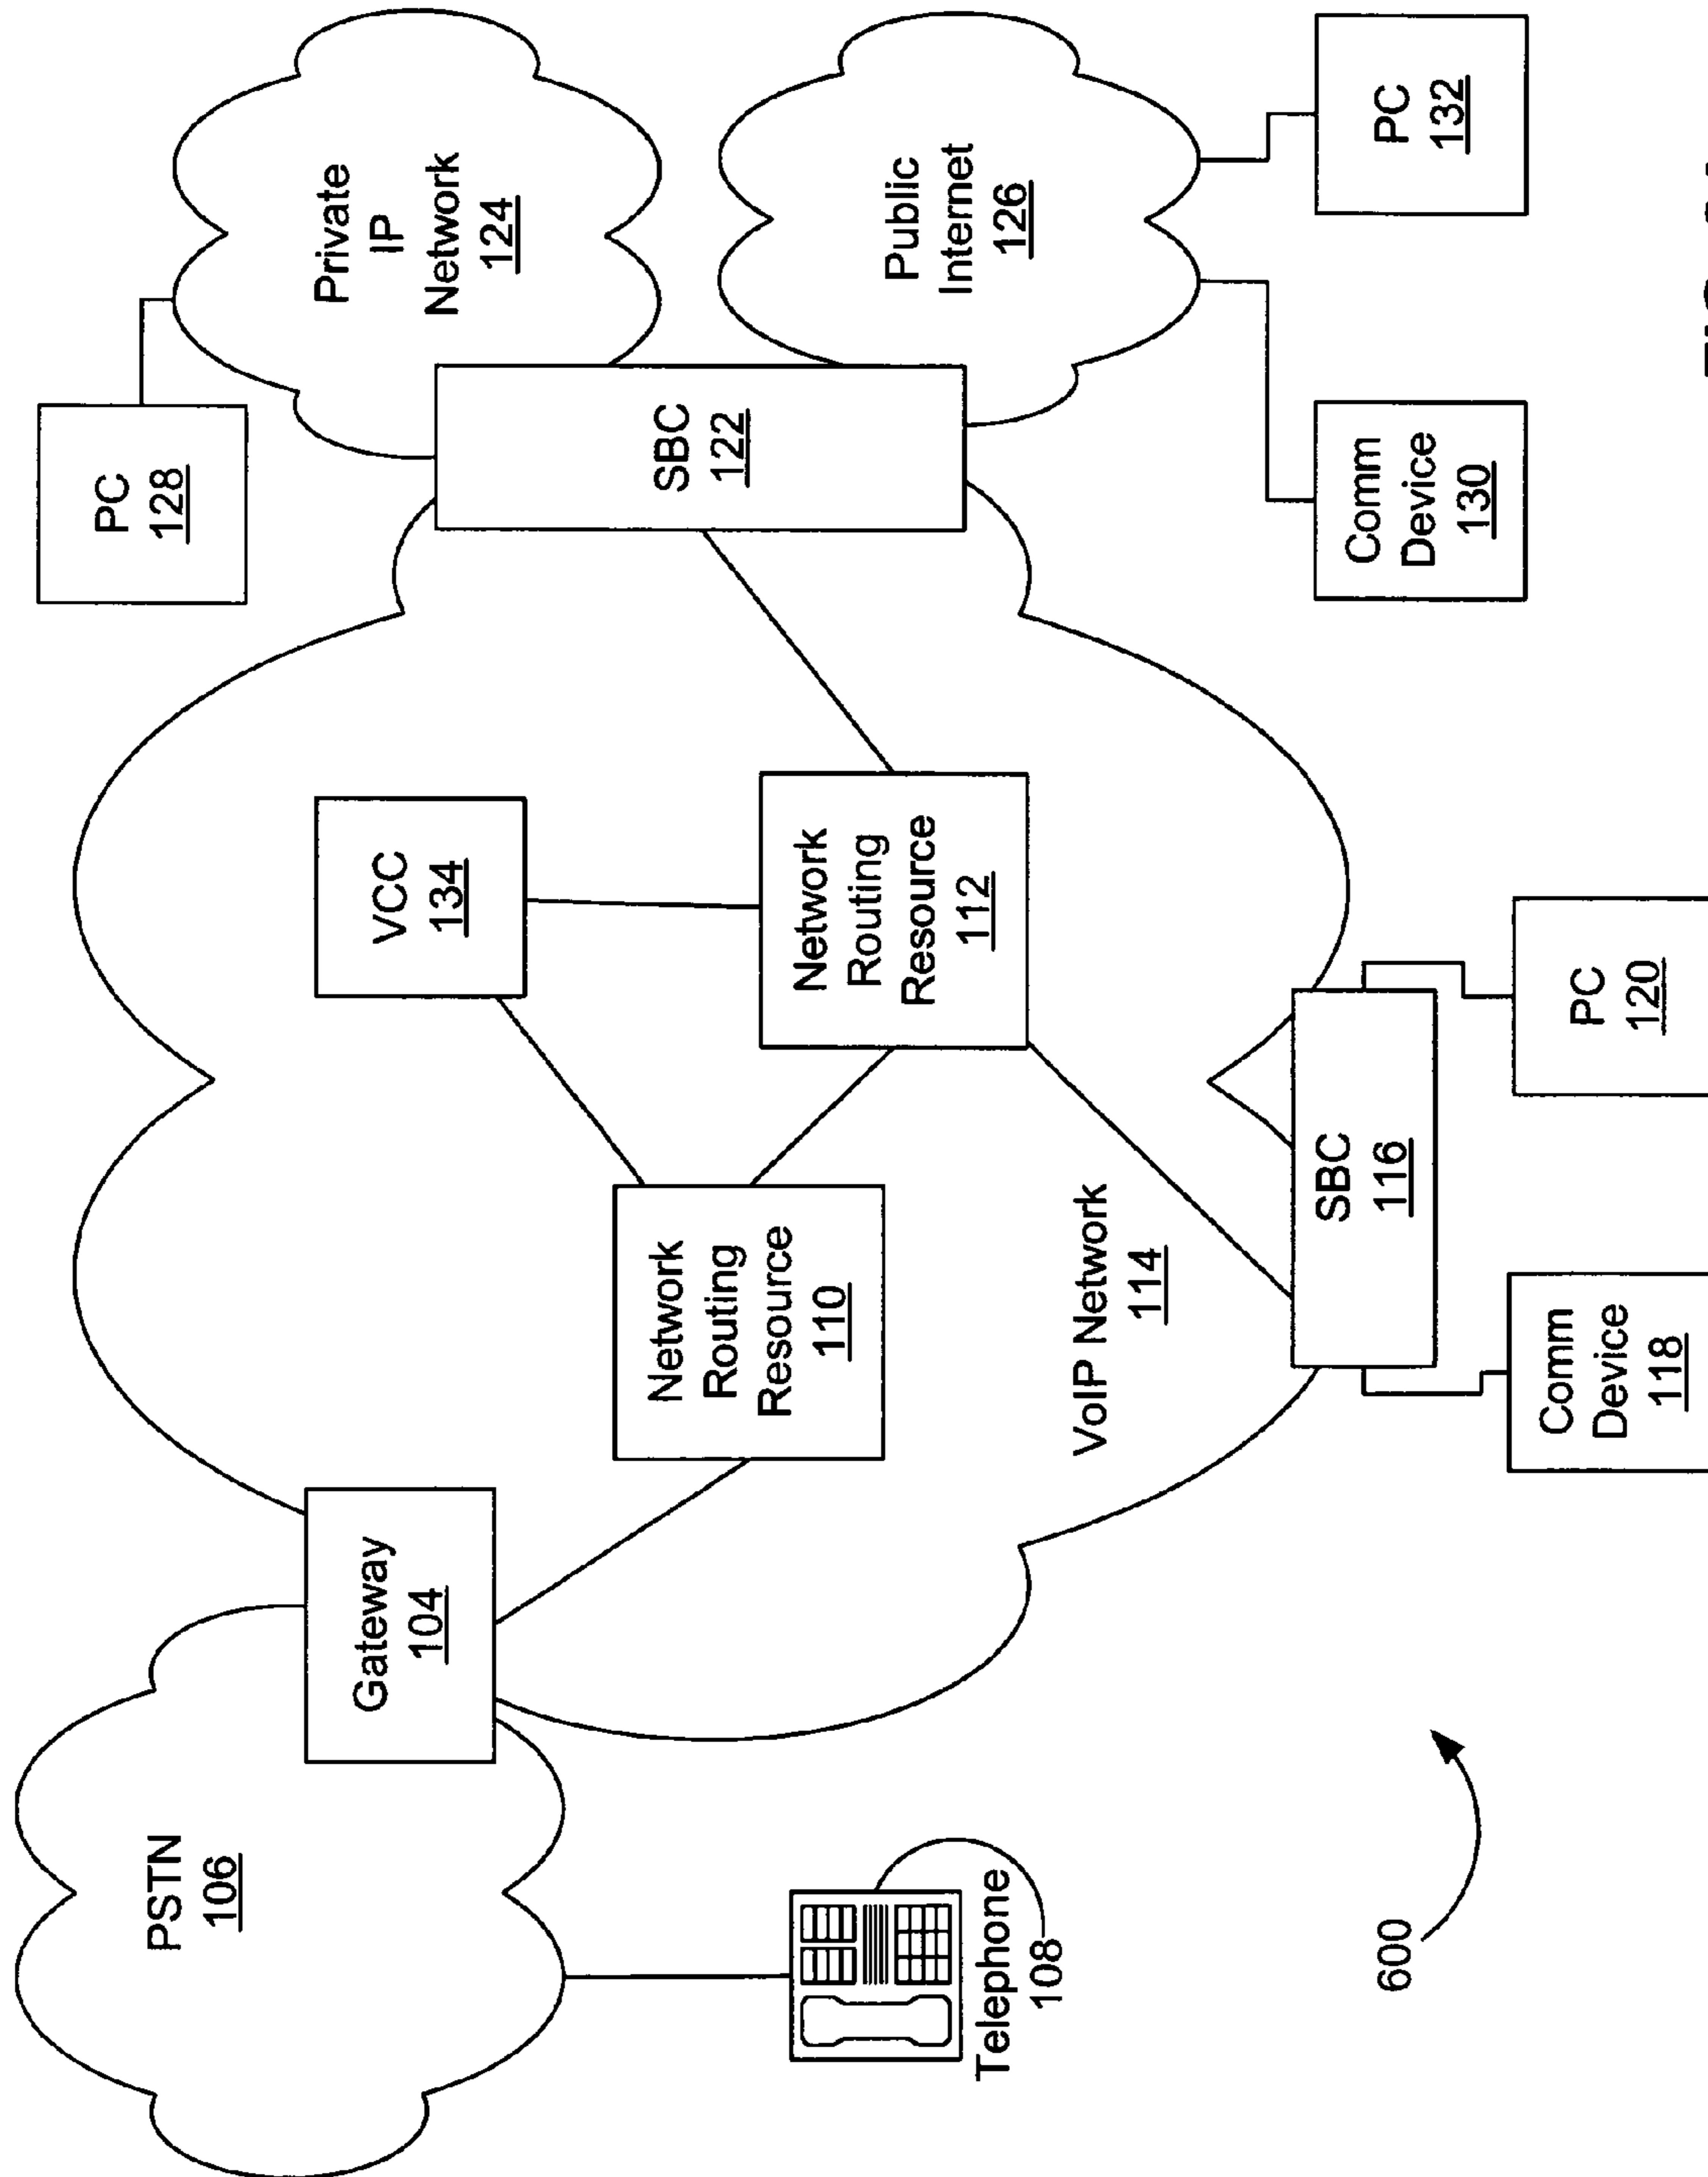 PSTN
106
Gateway
104
Telephone
108
600
Network
Routing
Resource
110
VCC
134
Network
Routing
Resource
112
VoIP Network
114
SBC
116
Comm
Device
118
PC
120
SBC
122
PC
128
Private
IP
Network
124
Public
Internet
126
Comm
Device
130
PC
132